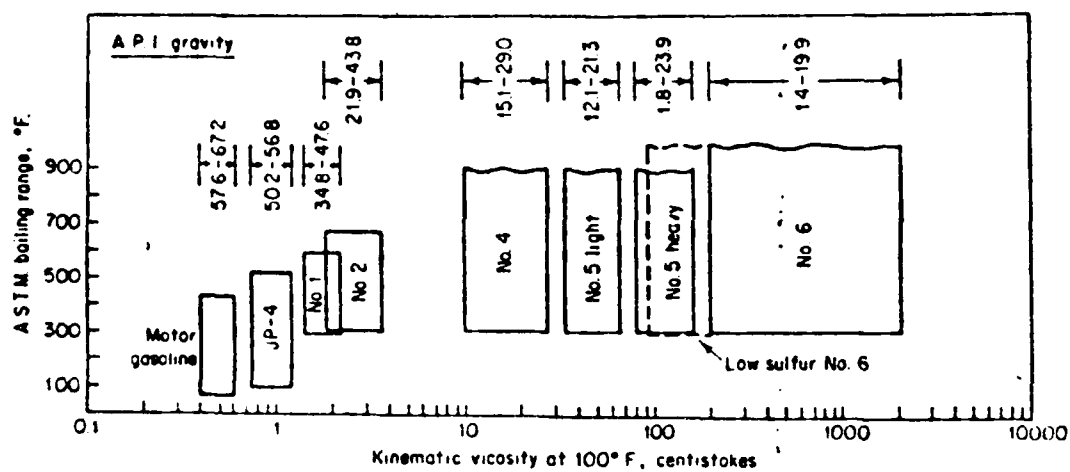 A.P.I gravity
57.6-67.2
50.2-56.8
34.8-47.6
21.9-43.8
15.1-29.0
12.1-21.3
1.8-23.9
1.4-19.9
ASTM boiling range, °F.
900
700
500
300
100
Motor
gasoline
JP-4
No. 1
No. 2
No. 4
No. 5 light
No. 5 heavy
No. 6
Low sulfur No. 6
0.1
1
10
100
1000
10000
Kinematic vicosity at 100° F, centistokes